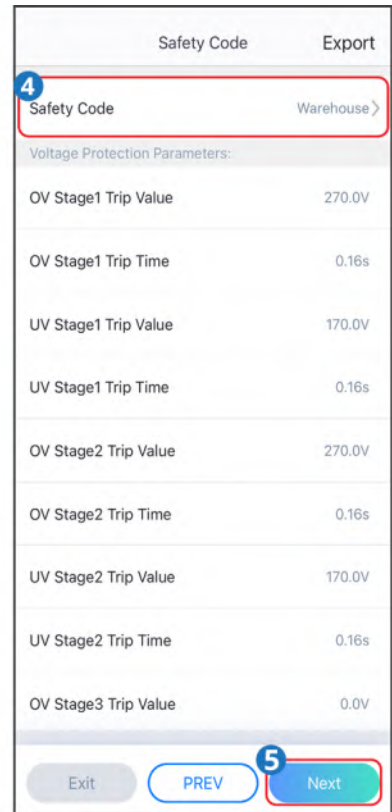 Safety Code Export
4
Safety Code Warehouse >
Voltage Protection Parameters:
OV Stage1 Trip Value 270.0V
OV Stage1 Trip Time 0.16s
UV Stage1 Trip Value 170.0V
UV Stage1 Trip Time 0.16s
OV Stage2 Trip Value 270.0V
OV Stage2 Trip Time 0.16s
UV Stage2 Trip Value 170.0V
UV Stage2 Trip Time 0.16s
OV Stage3 Trip Value 0.0V
5
Exit PREV Next